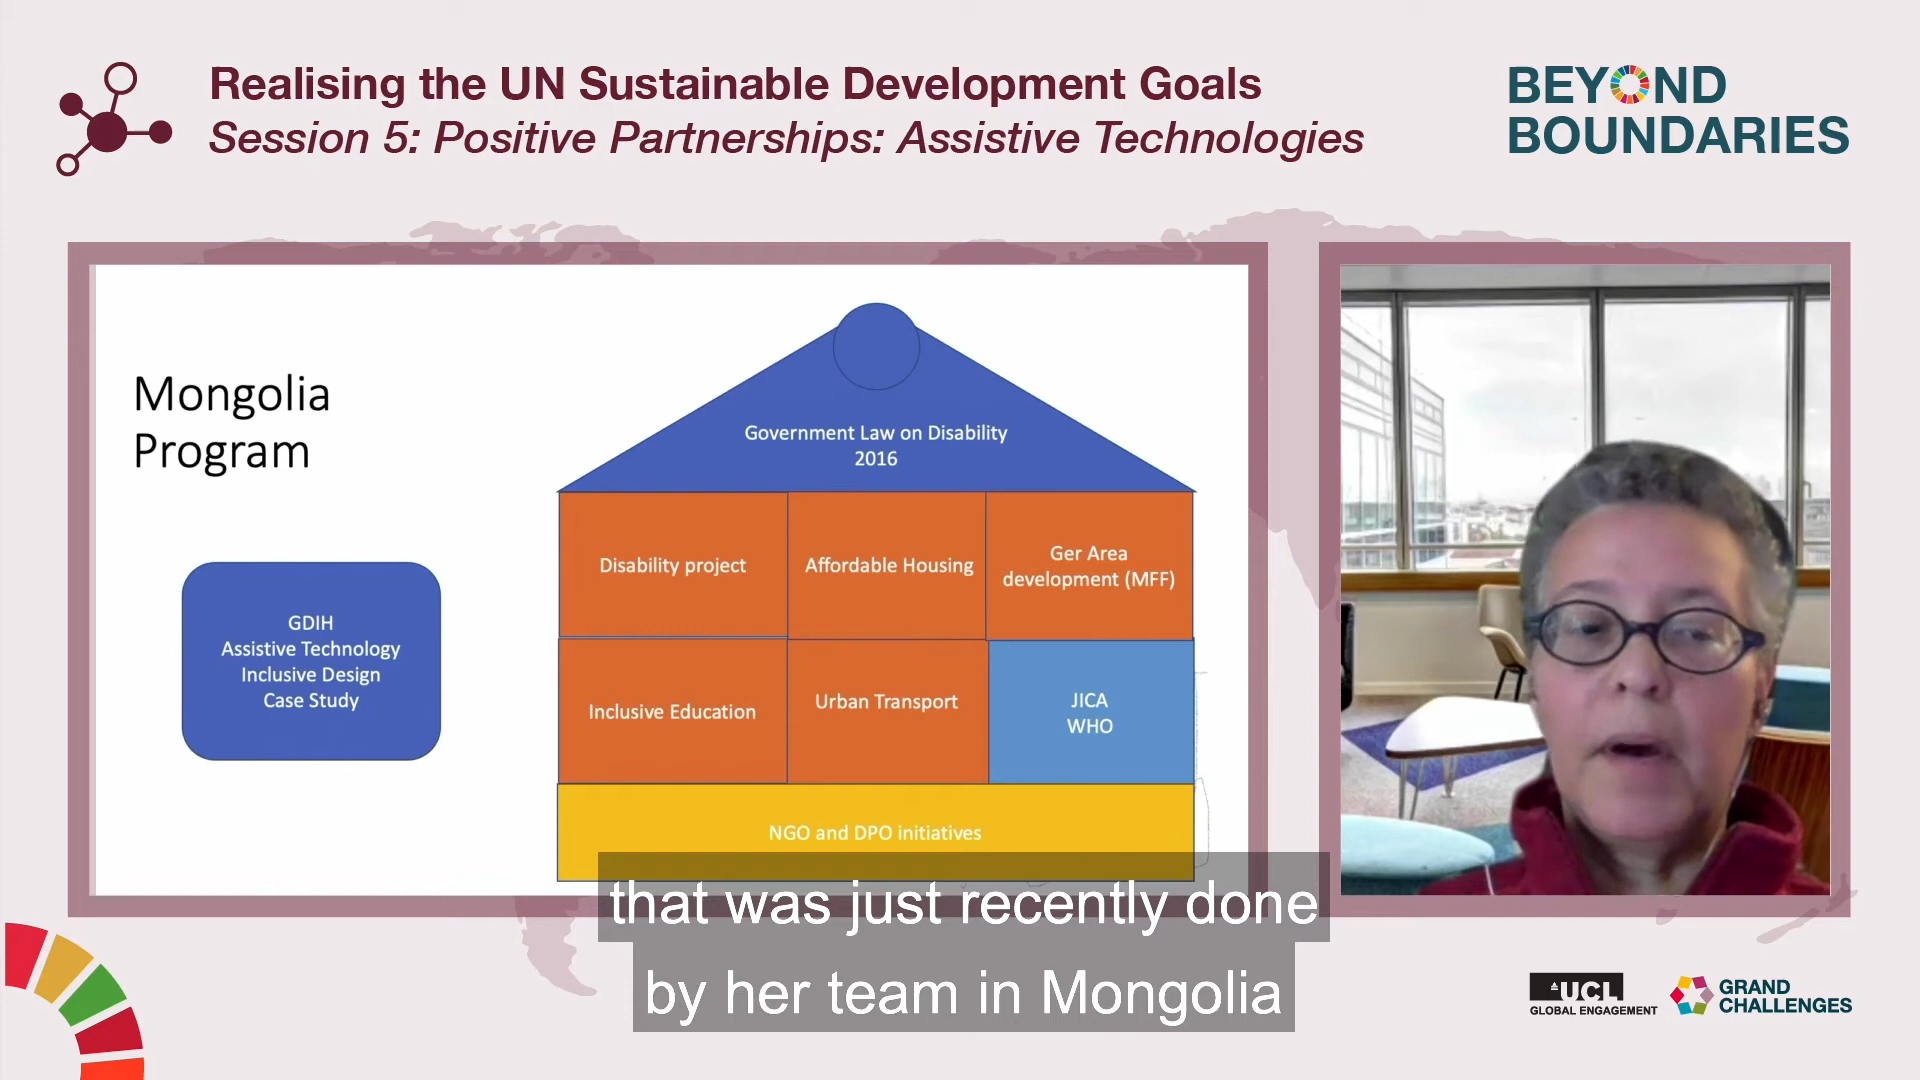 Realising the UN Sustainable Development Goals
Session 5: Positive Partnerships: Assistive Technologies
BEYOND
BOUNDARIES
Mongolia
Program
GDIH
Assistive Technology
Inclusive Design
Case Study
Government Law on Disability
2016
Disability project
Affordable Housing
Ger Area
development (MFF)
Inclusive Education
Urban Transport
JICA
WHO
NGO and DPO initiatives
that was just recently done
by her team in Mongolia
UCL
GLOBAL ENGAGEMENT
GRAND
CHALLENGES